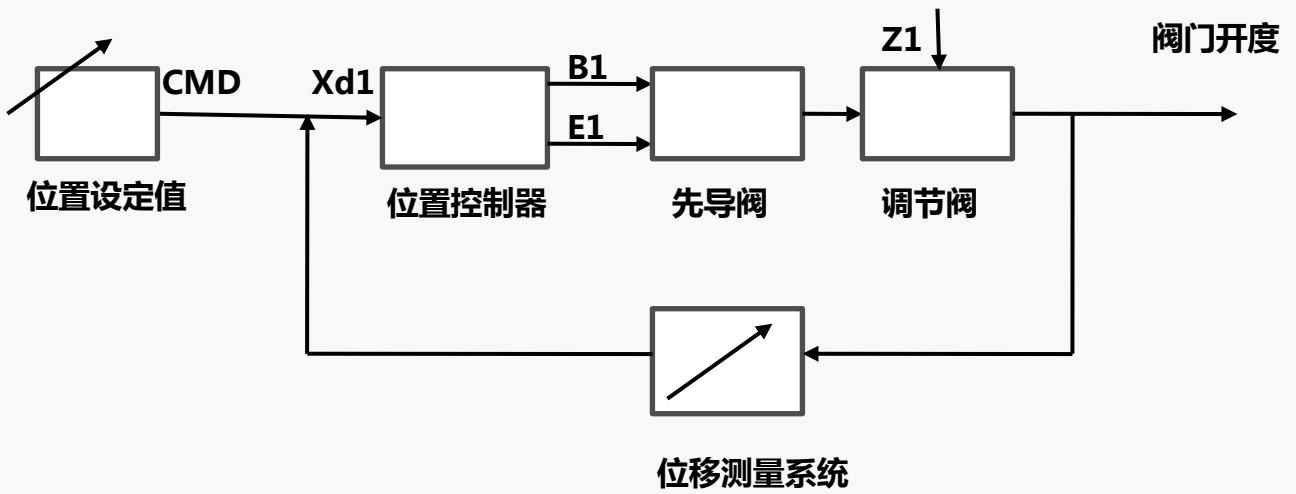 阀门开度
Z1
CMD
Xd1
B1
E1
位置设定值
位置控制器
先导阀
调节阀
位移测量系统